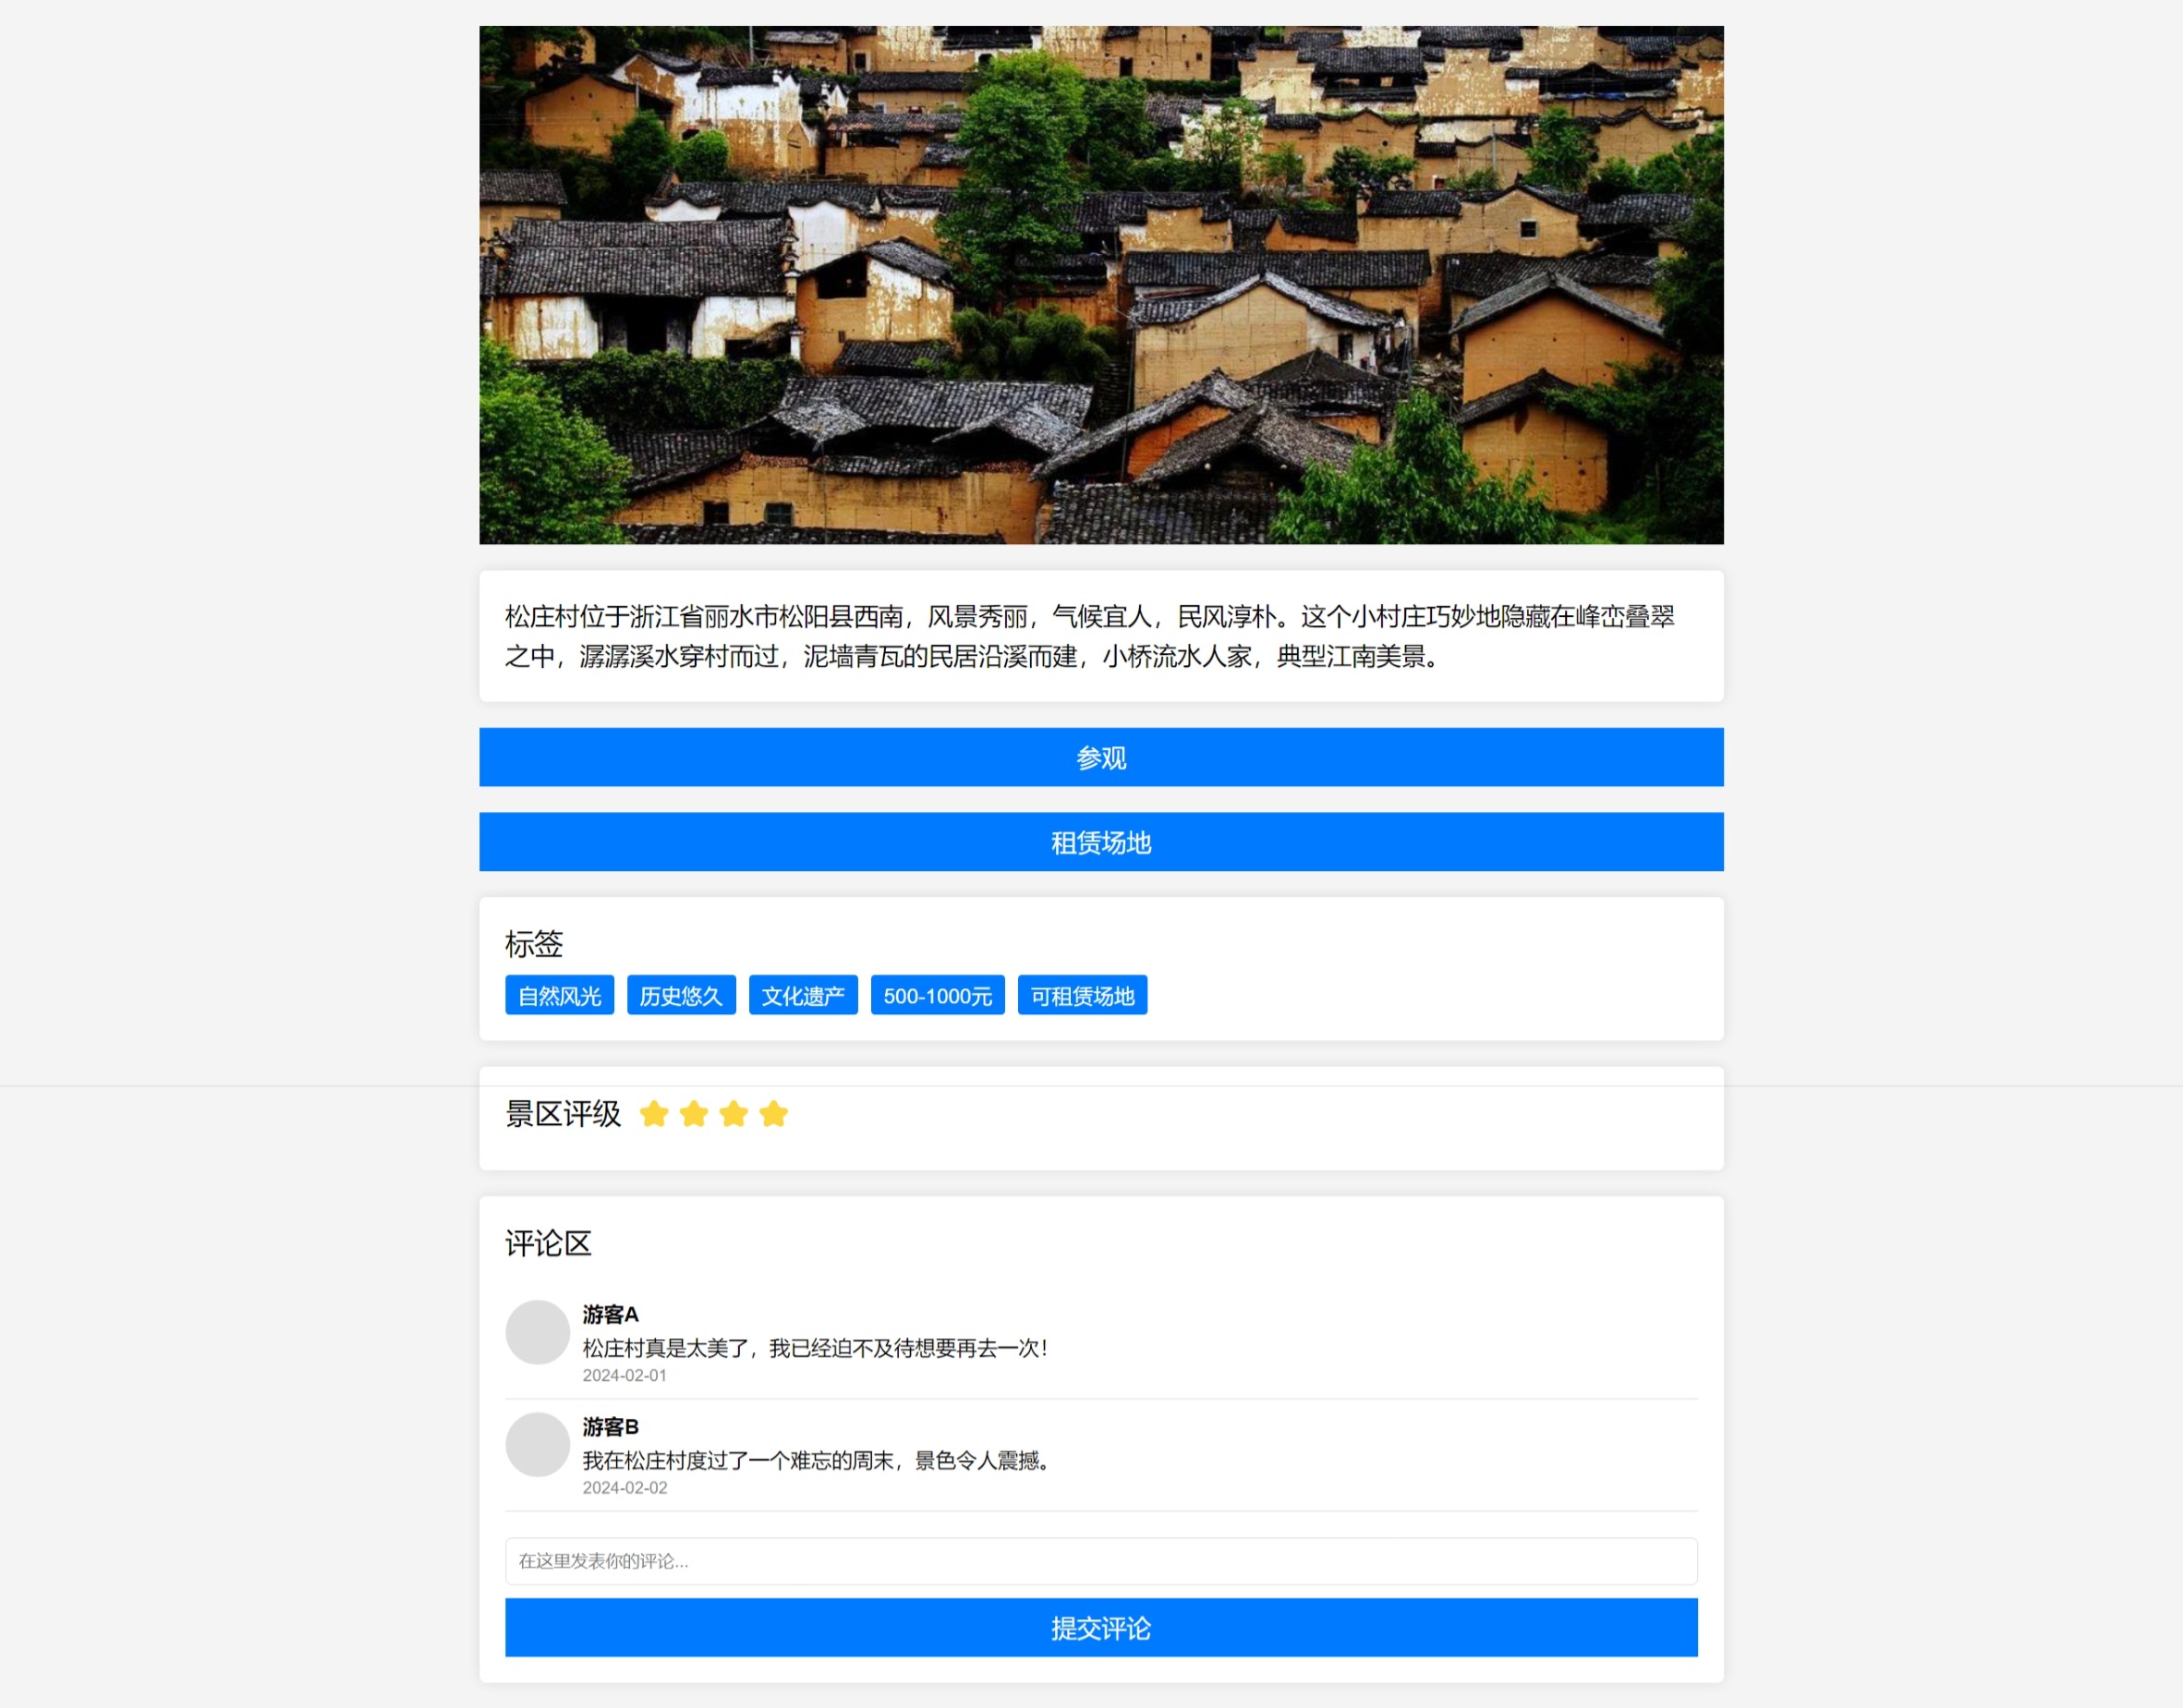 松庄村位于浙江省丽水市松阳县西南，风景秀丽，气候宜人，民风淳朴。这个小村庄巧妙地隐藏在峰峦叠翠
之中，潺潺溪水穿村而过，泥墙青瓦的民居沿溪而建，小桥流水人家，典型江南美景。
参观
租赁场地
标签
自然风光 历史悠久 文化遗产 500-1000元 可租赁场地
景区评级
评论区
游客A
松庄村真是太美了，我已经迫不及待想要再去一次！
2024-02-01
游客B
我在松庄村度过了一个难忘的周末，景色令人震撼。
2024-02-02
在这里发表你的评论...
提交评论